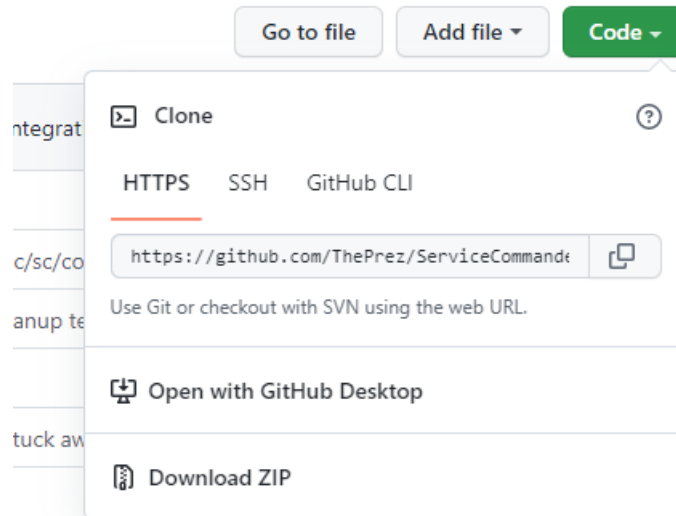 Go to file Add file Code
ntegrat
Clone
HTTPS SSH GitHub CLI
c/sc/co
https://github.com/ThePrez/ServiceCommande
anup te
Use Git or checkout with SVN using the web URL.
Open with GitHub Desktop
tuck aw
Download ZIP